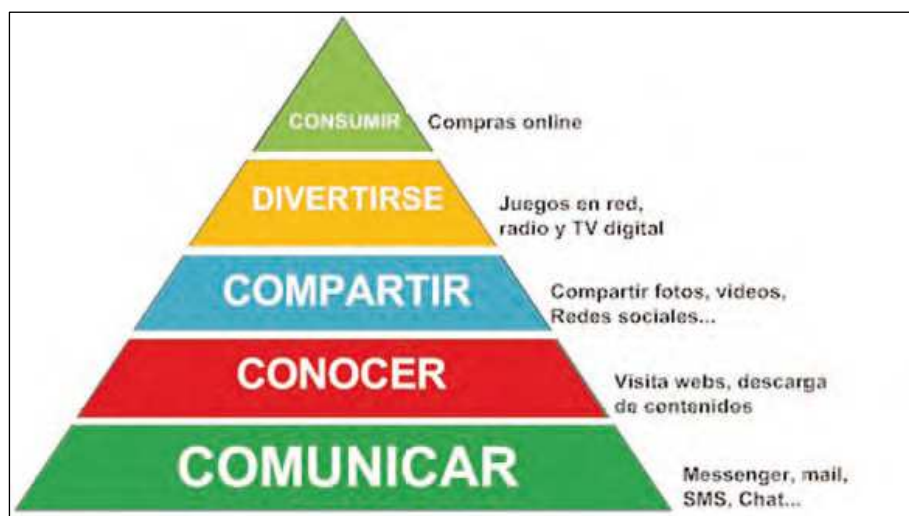 CONSUMIR
Compras online
DIVERTIRSE
Juegos en red,
radio y TV digital
COMPARTIR
Compartir fotos, videos,
Redes sociales...
CONOCER
Visita webs, descarga
de contenidos
COMUNICAR
Messenger, mail,
SMS, Chat...